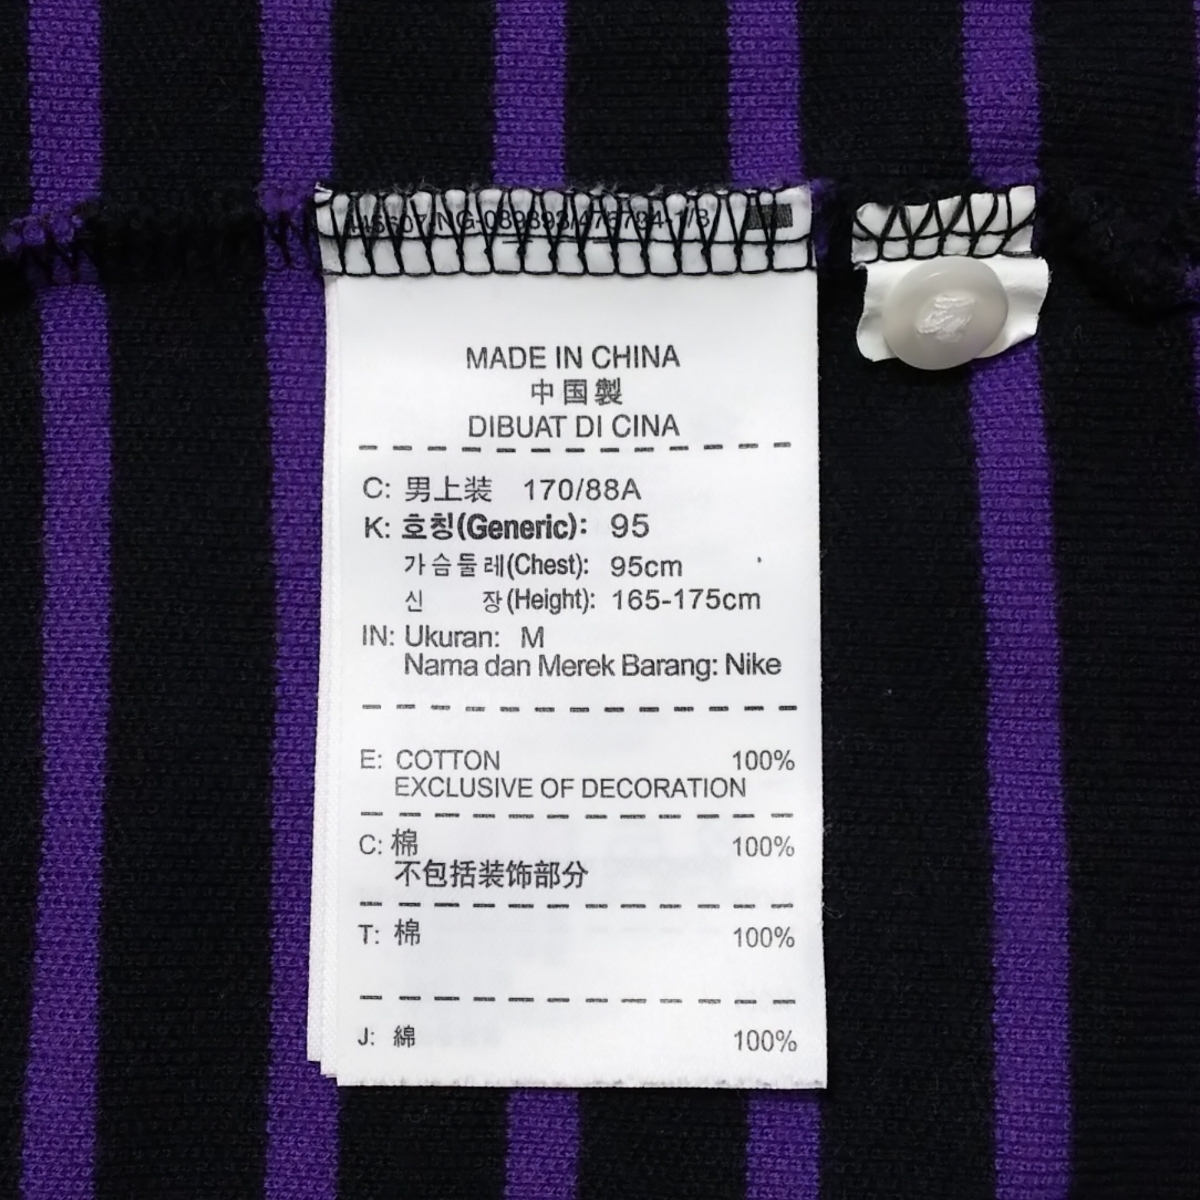 MADE IN CHINA
中国製
DIBUAT DI CINA
C: 男上装 170/88A
K: 호칭(Generic): 95
가슴둘레(Chest): 95cm
신 장(Height): 165-175cm
IN: Ukuran: M
Nama dan Merek Barang: Nike
E: COTTON 100%
EXCLUSIVE OF DECORATION
C: 棉 100%
不包括装饰部分
T: 棉 100%
J: 綿 100%